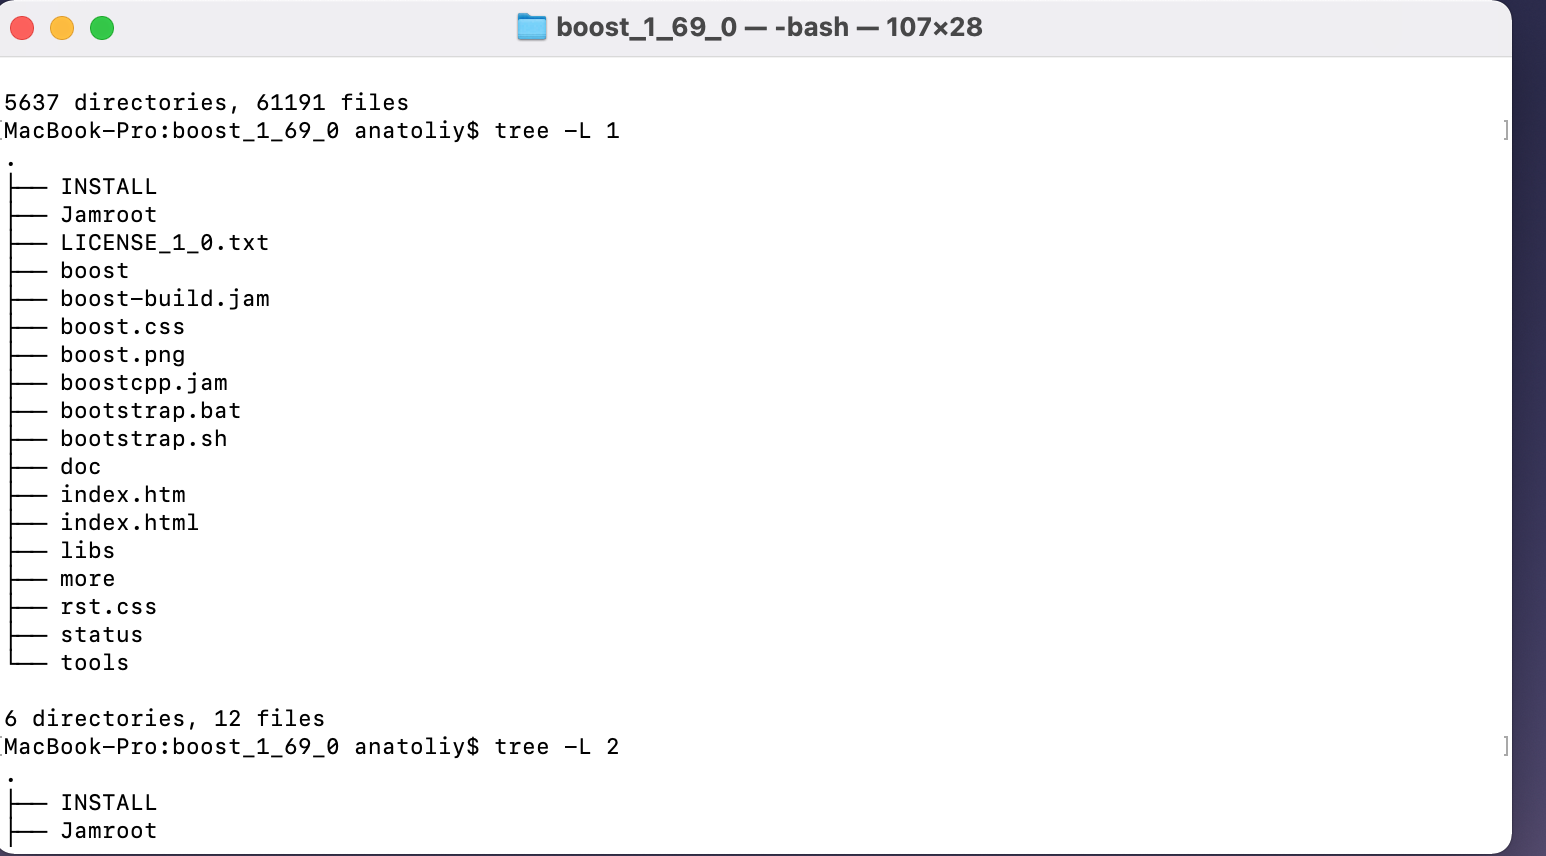 boost_1_69_0 — -bash — 107×28
5637 directories, 61191 files
[MacBook-Pro:boost_1_69_0 anatoliy$ tree -L 1 ]
.
├── INSTALL
├── Jamroot
├── LICENSE_1_0.txt
├── boost
├── boost-build.jam
├── boost.css
├── boost.png
├── boostcpp.jam
├── bootstrap.bat
├── bootstrap.sh
├── doc
├── index.htm
├── index.html
├── libs
├── more
├── rst.css
├── status
└── tools
6 directories, 12 files
[MacBook-Pro:boost_1_69_0 anatoliy$ tree -L 2 ]
.
├── INSTALL
├── Jamroot